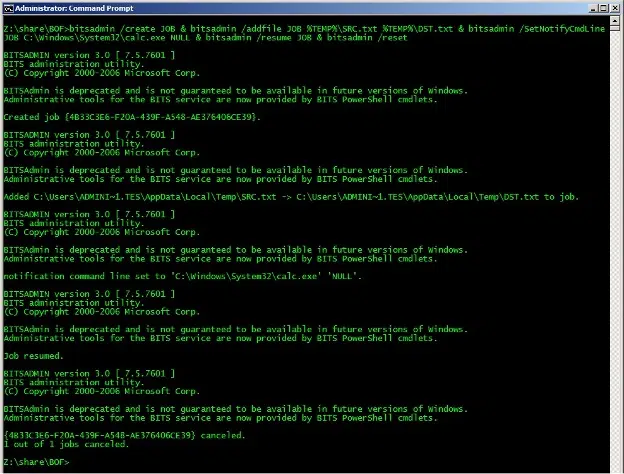 Administrator: Command Prompt
Z:\share\BOF>bitsadmin /create JOB & bitsadmin /addfile JOB %TEMP%\SRC.txt %TEMP%\DST.txt & bitsadmin /SetNotifyCmdLine
JOB C:\Windows\System32\calc.exe NULL & bitsadmin /resume JOB & bitsadmin /reset
BITSADMIN version 3.0 [ 7.5.7601 ]
BITS administration utility.
(C) Copyright 2000-2006 Microsoft Corp.
BITSAdmin is deprecated and is not guaranteed to be available in future versions of Windows.
Administrative tools for the BITS service are now provided by BITS PowerShell cmdlets.
Created job {4B33C3E6-F20A-439F-A548-AE376406CE39}.
BITSADMIN version 3.0 [ 7.5.7601 ]
BITS administration utility.
(C) Copyright 2000-2006 Microsoft Corp.
BITSAdmin is deprecated and is not guaranteed to be available in future versions of Windows.
Administrative tools for the BITS service are now provided by BITS PowerShell cmdlets.
Added C:\Users\ADMINI~1.TES\AppData\Local\Temp\SRC.txt -> C:\Users\ADMINI~1.TES\AppData\Local\Temp\DST.txt to job.
BITSADMIN version 3.0 [ 7.5.7601 ]
BITS administration utility.
(C) Copyright 2000-2006 Microsoft Corp.
BITSAdmin is deprecated and is not guaranteed to be available in future versions of Windows.
Administrative tools for the BITS service are now provided by BITS PowerShell cmdlets.
notification command line set to 'C:\Windows\System32\calc.exe' 'NULL'.
BITSADMIN version 3.0 [ 7.5.7601 ]
BITS administration utility.
(C) Copyright 2000-2006 Microsoft Corp.
BITSAdmin is deprecated and is not guaranteed to be available in future versions of Windows.
Administrative tools for the BITS service are now provided by BITS PowerShell cmdlets.
Job resumed.
BITSADMIN version 3.0 [ 7.5.7601 ]
BITS administration utility.
(C) Copyright 2000-2006 Microsoft Corp.
BITSAdmin is deprecated and is not guaranteed to be available in future versions of Windows.
Administrative tools for the BITS service are now provided by BITS PowerShell cmdlets.
{4B33C3E6-F20A-439F-A548-AE376406CE39} canceled.
1 out of 1 jobs canceled.
Z:\share\BOF>